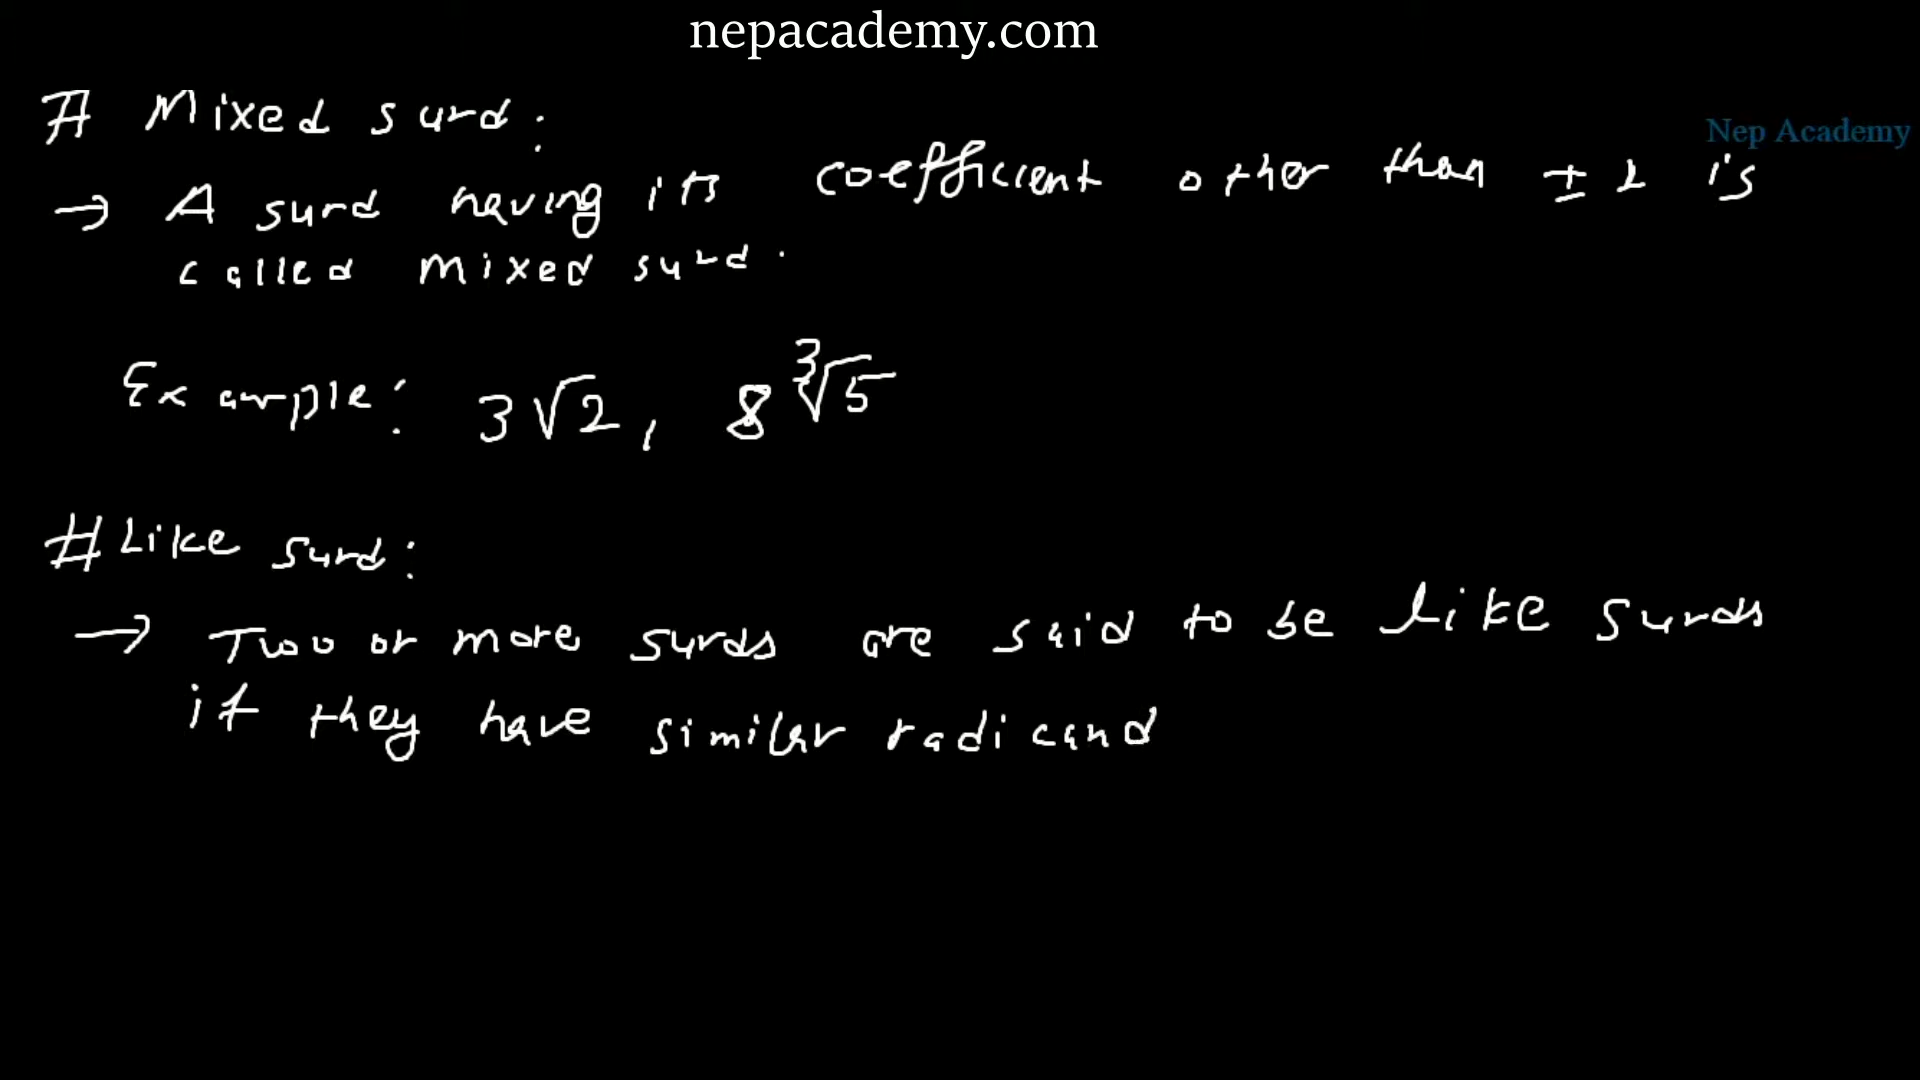 nepacademy.com
# Mixed surd:
Nep Academy
→ A surd having its coefficient other than ± 1 is
called mixed surd.
Example: 3√2, 8∛5
# Like surd:
→ Two or more surds are said to be like surds
if they have similar radicand